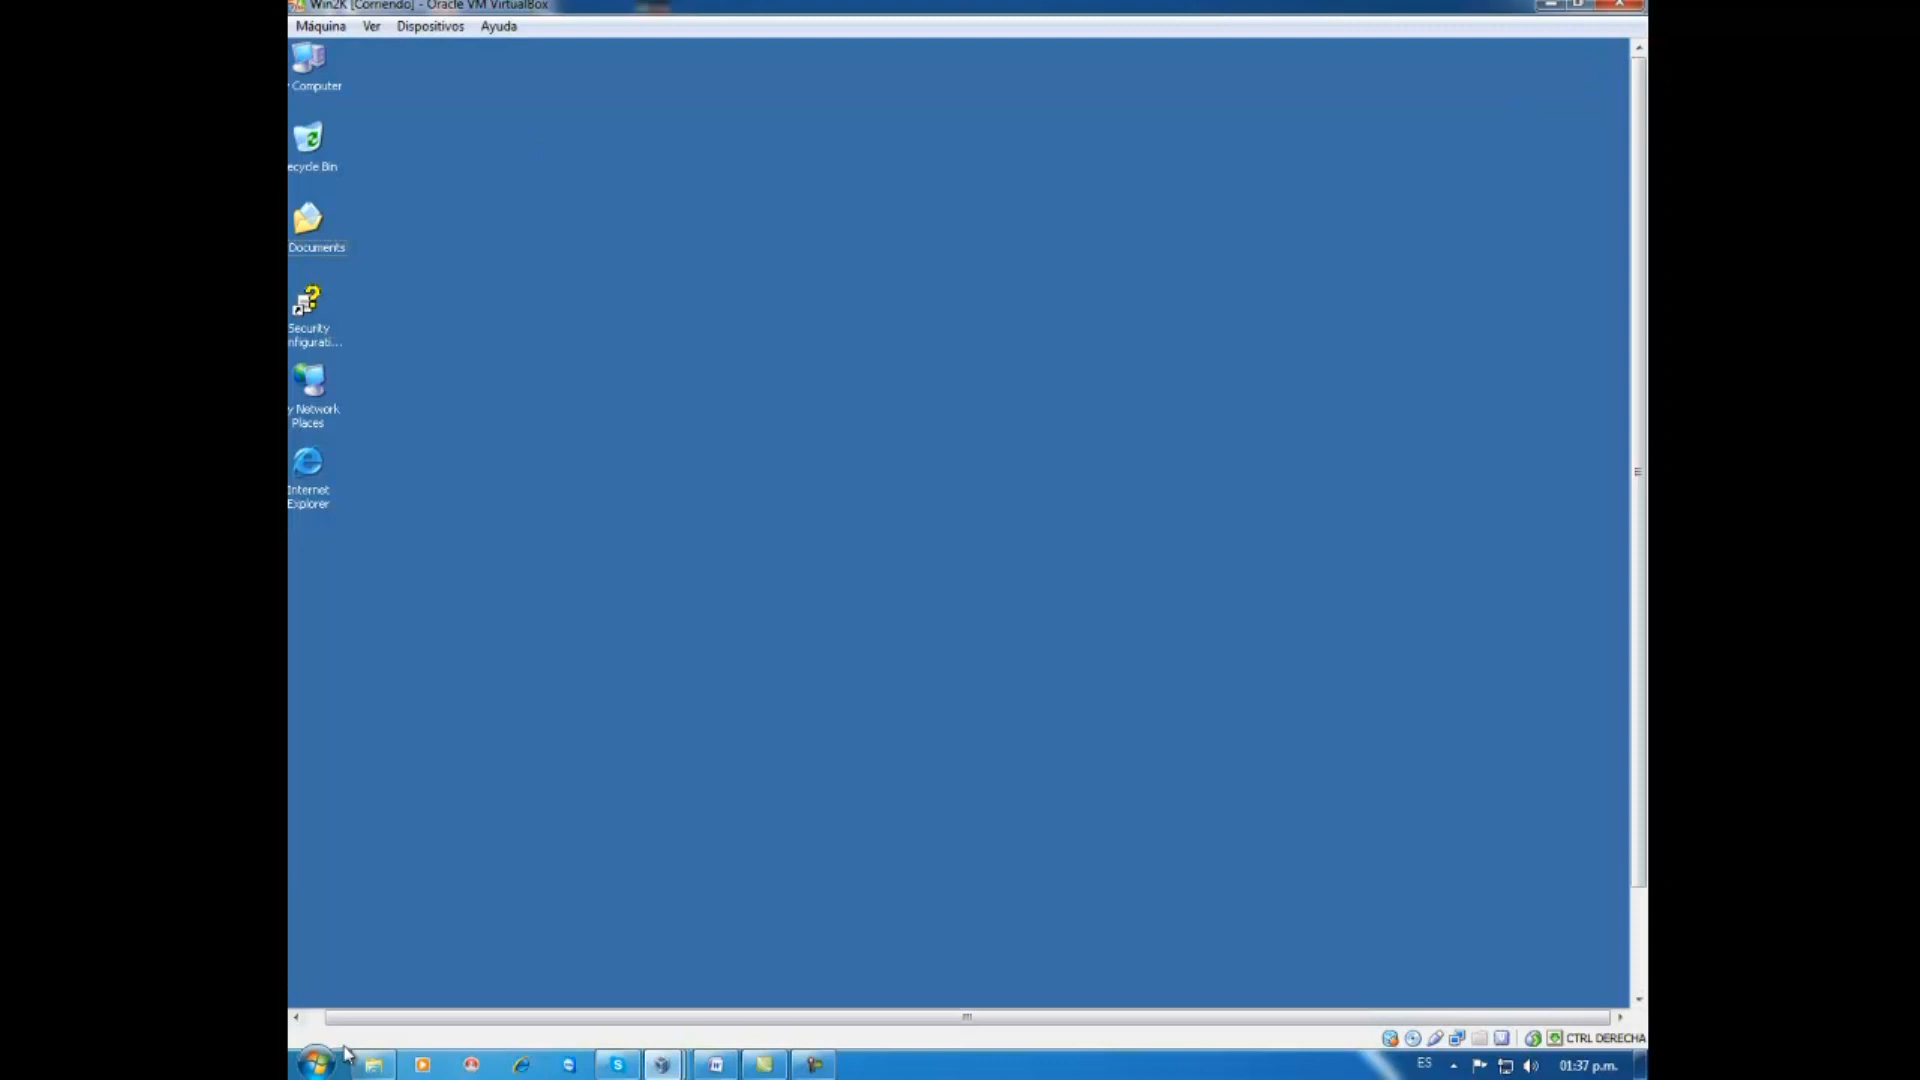 Win2K [Corriendo] - Oracle VM VirtualBox
Máquina Ver Dispositivos Ayuda
Computer
ecycle Bin
Documents
Security
nfigurati...
y Network
Places
Internet
Explorer
CTRL DERECHA
ES
01:37 p.m.